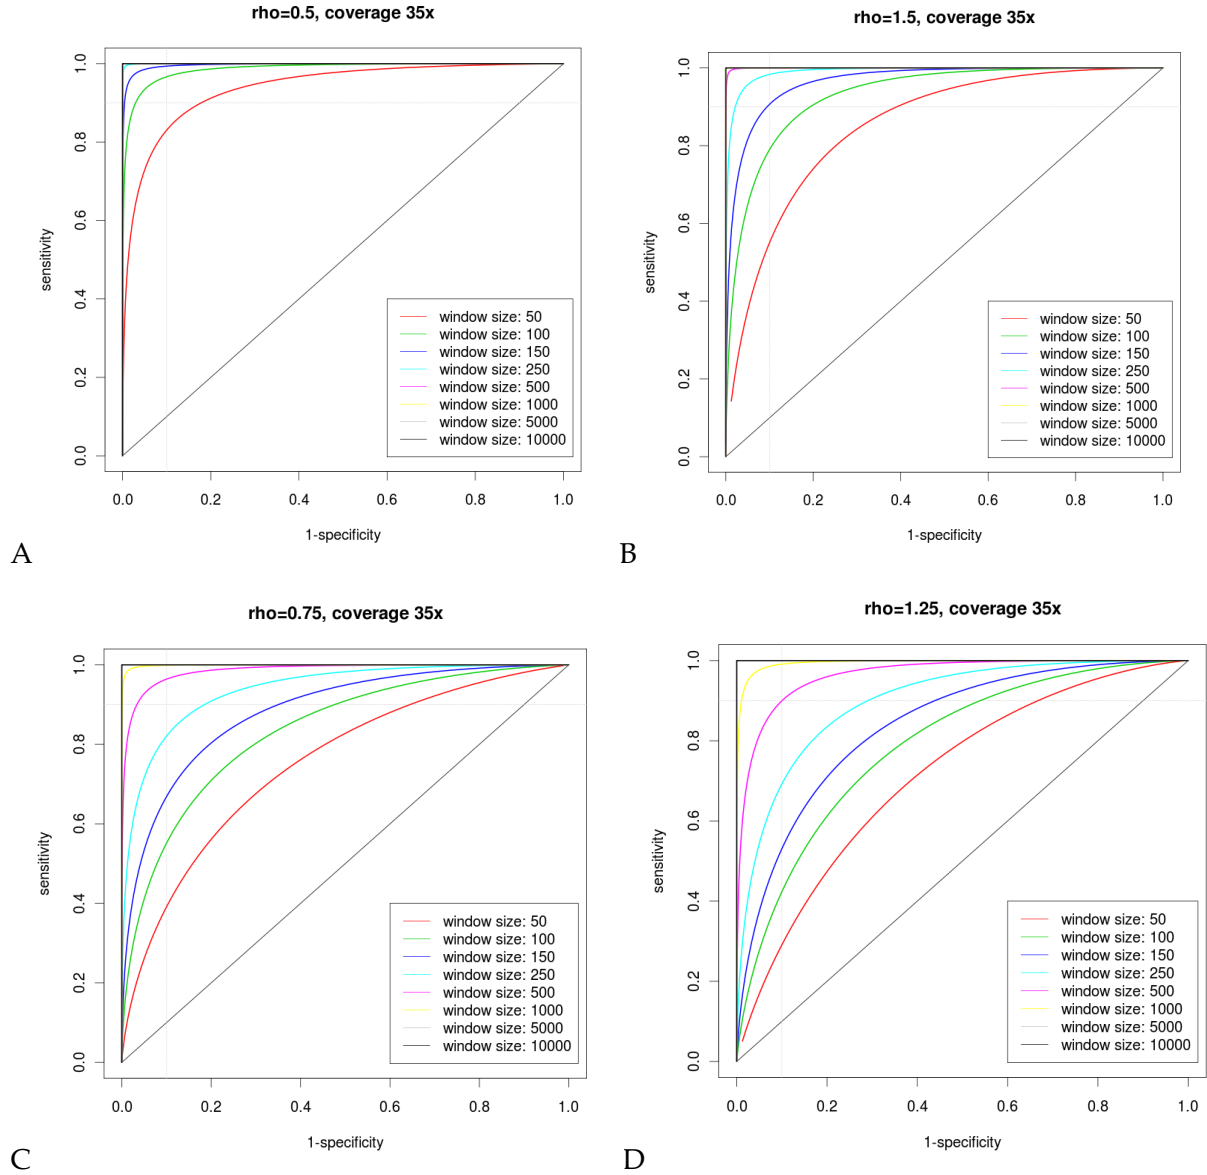 rho=0.5, coverage 35x
1.0
0.8
0.6
0.4
0.2
0.0
sensitivity
window size: 50
window size: 100
window size: 150
window size: 250
window size: 500
window size: 1000
window size: 5000
window size: 10000
0.0 0.2 0.4 0.6 0.8 1.0
1-specificity
A
rho=1.5, coverage 35x
1.0
0.8
0.6
0.4
0.2
0.0
sensitivity
window size: 50
window size: 100
window size: 150
window size: 250
window size: 500
window size: 1000
window size: 5000
window size: 10000
0.0 0.2 0.4 0.6 0.8 1.0
1-specificity
B
rho=0.75, coverage 35x
1.0
0.8
0.6
0.4
0.2
0.0
sensitivity
window size: 50
window size: 100
window size: 150
window size: 250
window size: 500
window size: 1000
window size: 5000
window size: 10000
0.0 0.2 0.4 0.6 0.8 1.0
1-specificity
C
rho=1.25, coverage 35x
1.0
0.8
0.6
0.4
0.2
0.0
sensitivity
window size: 50
window size: 100
window size: 150
window size: 250
window size: 500
window size: 1000
window size: 5000
window size: 10000
0.0 0.2 0.4 0.6 0.8 1.0
1-specificity
D